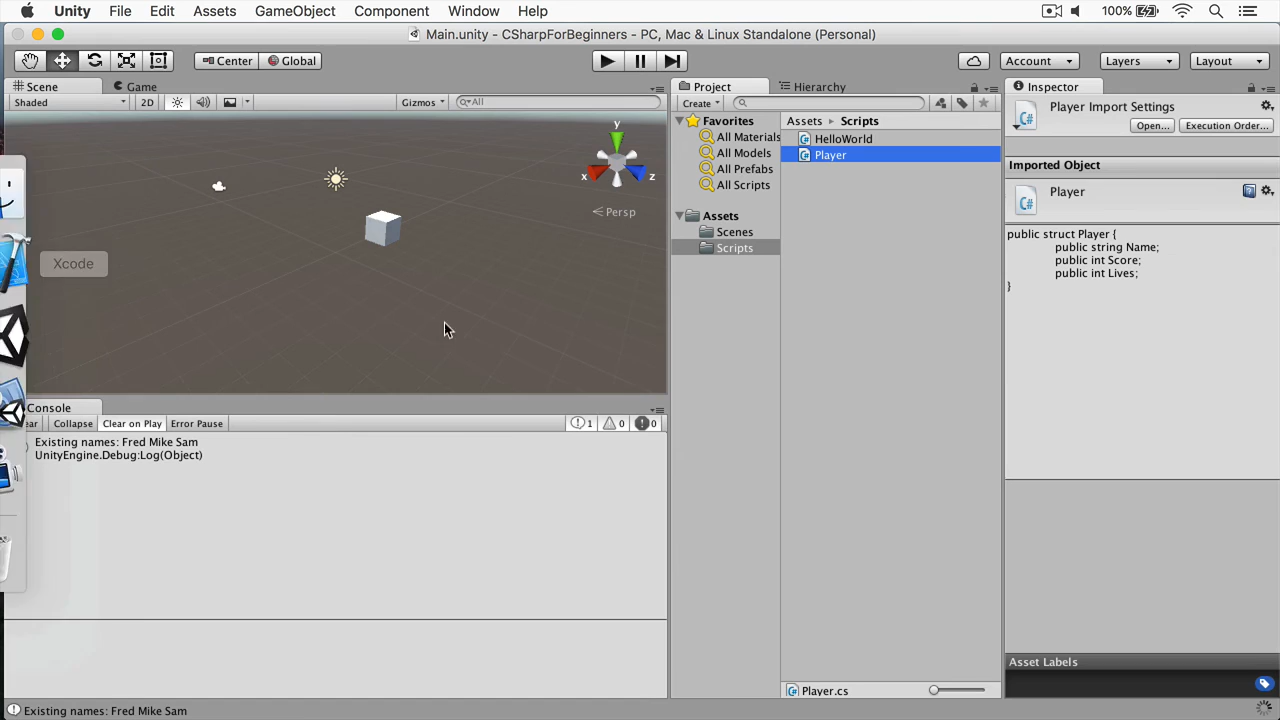 Unity File Edit Assets GameObject Component Window Help 100%
Main.unity - CSharpForBeginners - PC, Mac & Linux Standalone (Personal)
Center Global Account Layers Layout
Scene Game
Shaded 2D Gizmos All
y
x z
Persp
Xcode
Console
ear Collapse Clear on Play Error Pause 1 0 0
Existing names: Fred Mike Sam
UnityEngine.Debug:Log(Object)
Project Hierarchy
Create
Favorites
All Materials
All Models
All Prefabs
All Scripts
Assets
Scenes
Scripts
Assets Scripts
C# HelloWorld
C# Player
Player.cs
Inspector
C# Player Import Settings
Open... Execution Order...
Imported Object
C# Player
public struct Player {
public string Name;
public int Score;
public int Lives;
}
Asset Labels
Existing names: Fred Mike Sam